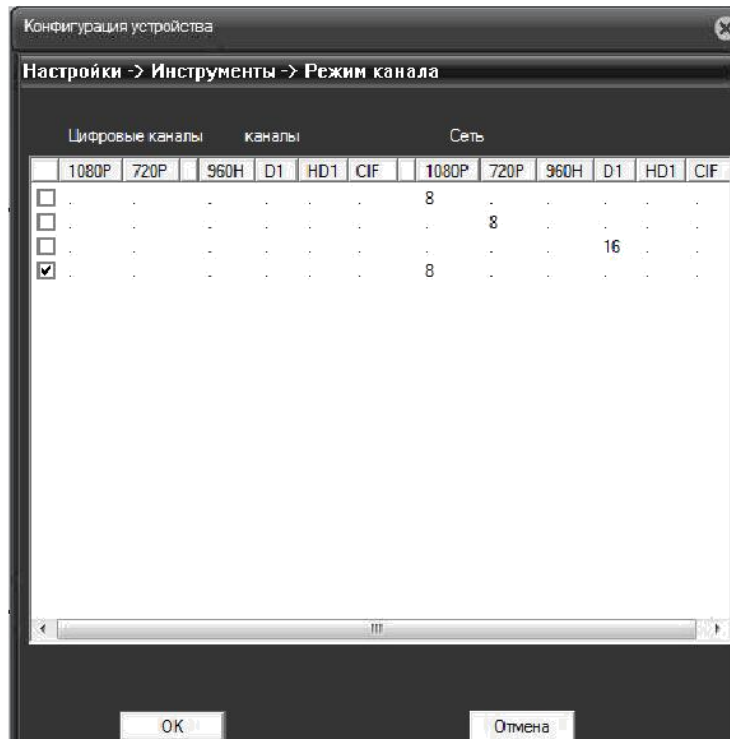 Конфигурация устройства
Настройки -> Инструменты -> Режим канала
Цифровые каналы каналы Сеть
1080P 720P 960H D1 HD1 CIF 1080P 720P 960H D1 HD1 CIF
. . . . . . 8 . . . . .
. . . . . . . 8 . . . .
. . . . . . . . . 16 . .
. . . . . . 8 . . . . .
OK Отмена